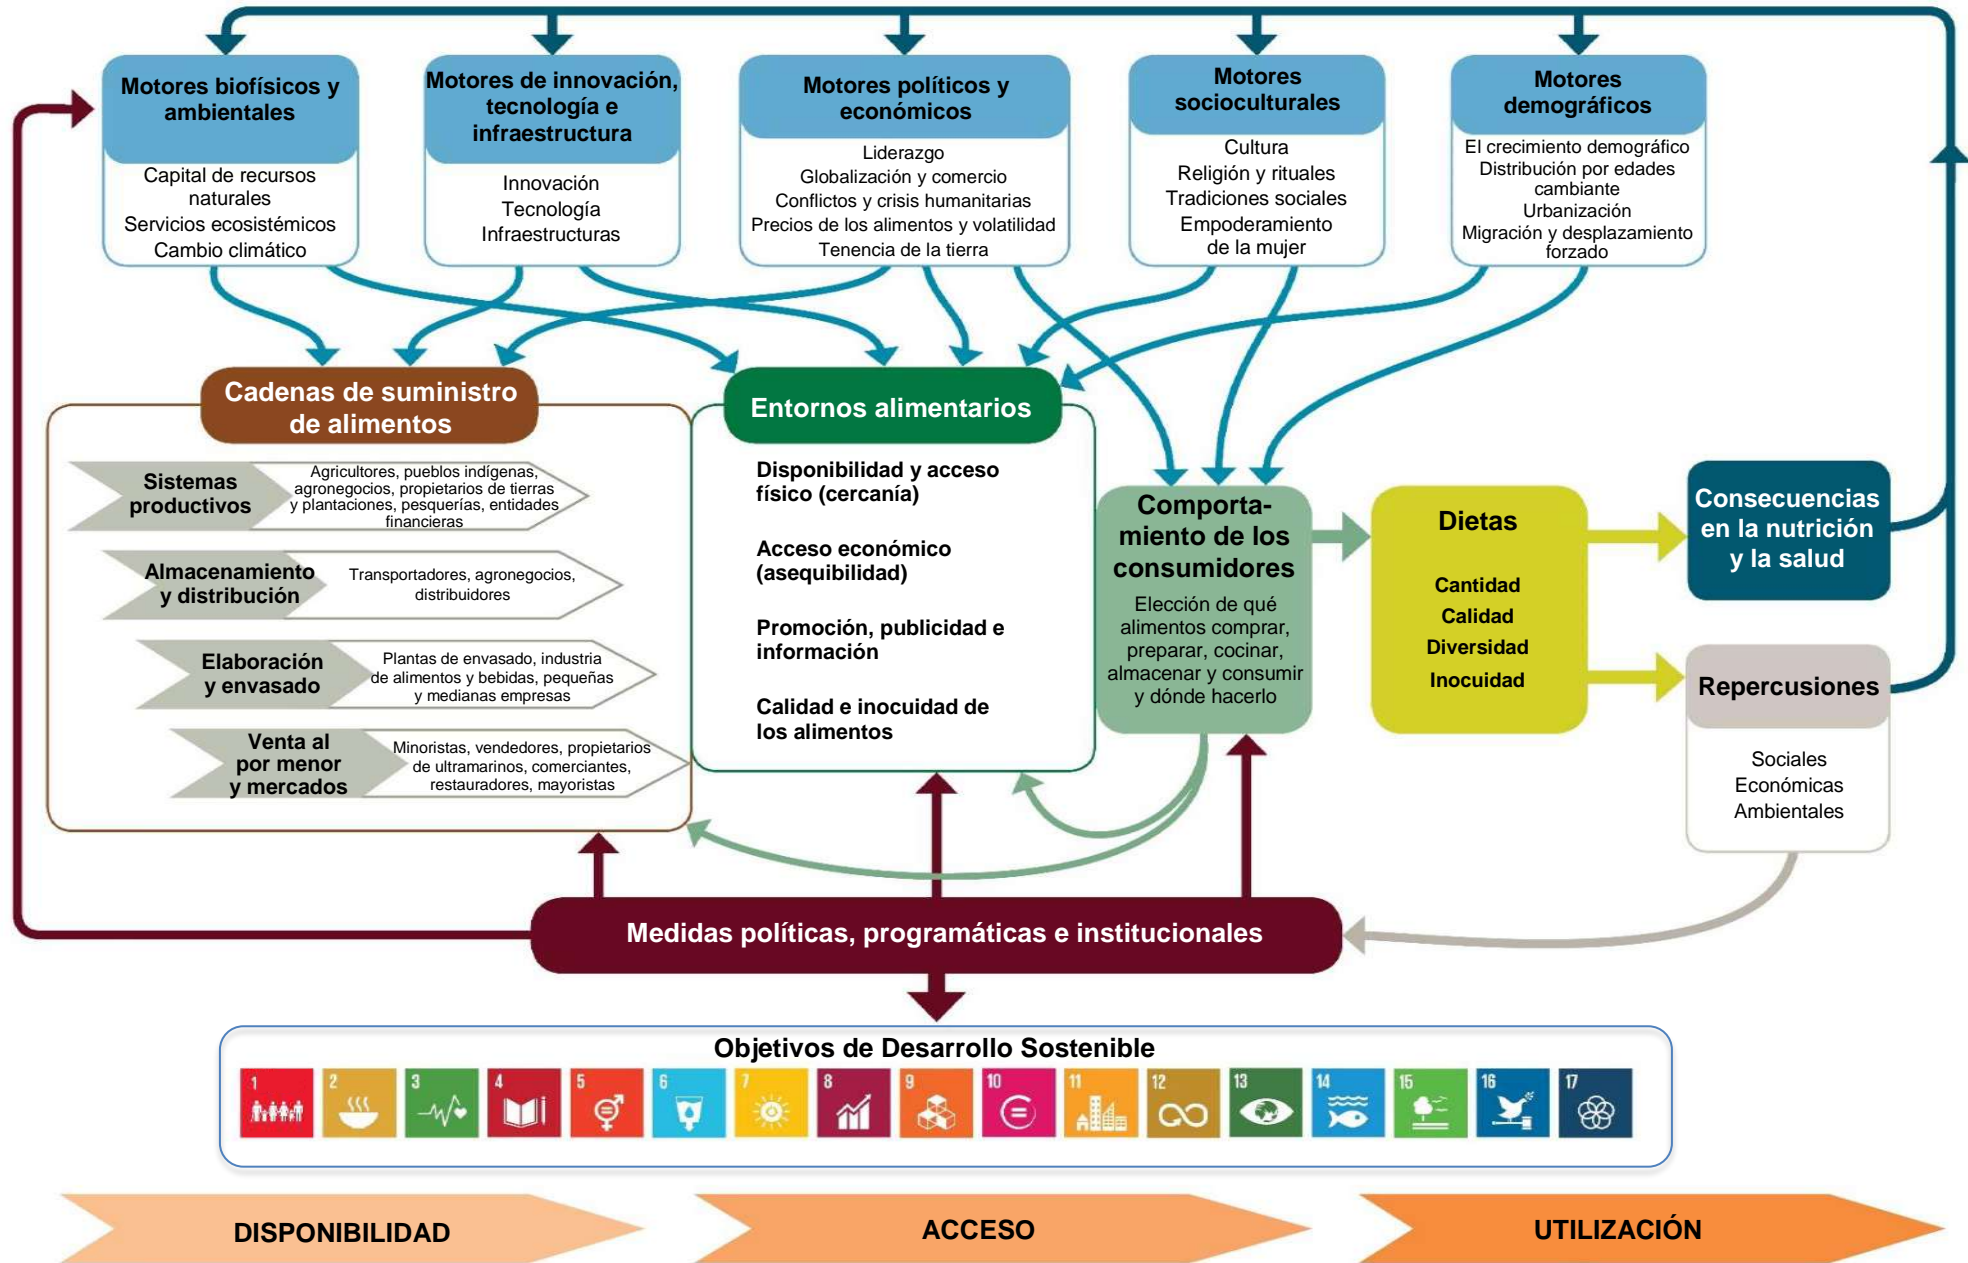 Motores biofísicos y
ambientales
Capital de recursos
naturales
Servicios ecosistémicos
Cambio climático
Motores de innovación,
tecnología e
infraestructura
Innovación
Tecnología
Infraestructuras
Motores políticos y
económicos
Liderazgo
Globalización y comercio
Conflictos y crisis humanitarias
Precios de los alimentos y volatilidad
Tenencia de la tierra
Motores
socioculturales
Cultura
Religión y rituales
Tradiciones sociales
Empoderamiento
de la mujer
Motores
demográficos
El crecimiento demográfico
Distribución por edades
cambiante
Urbanización
Migración y desplazamiento
forzado
Cadenas de suministro
de alimentos
Sistemas
productivos
Agricultores, pueblos indígenas,
agronegocios, propietarios de tierras
y plantaciones, pesquerías, entidades
financieras
Almacenamiento
y distribución
Transportadores, agronegocios,
distribuidores
Elaboración
y envasado
Plantas de envasado, industria
de alimentos y bebidas, pequeñas
y medianas empresas
Venta al
por menor
y mercados
Minoristas, vendedores, propietarios
de ultramarinos, comerciantes,
restauradores, mayoristas
Entornos alimentarios
Disponibilidad y acceso
físico (cercanía)
Acceso económico
(asequibilidad)
Promoción, publicidad e
información
Calidad e inocuidad de
los alimentos
Comporta-
miento de los
consumidores
Elección de qué
alimentos comprar,
preparar, cocinar,
almacenar y consumir
y dónde hacerlo
Dietas
Cantidad
Calidad
Diversidad
Inocuidad
Consecuencias
en la nutrición
y la salud
Repercusiones
Sociales
Económicas
Ambientales
Medidas políticas, programáticas e institucionales
Objetivos de Desarrollo Sostenible
1 2 3 4 5 6 7 8 9 10 11 12 13 14 15 16 17
DISPONIBILIDAD
ACCESO
UTILIZACIÓN